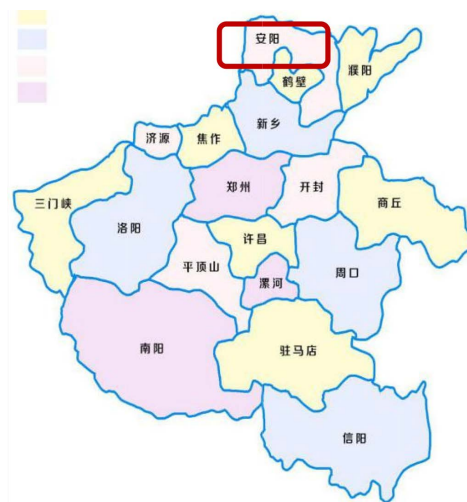 安阳
濮阳
鹤壁
新乡
济源
焦作
郑州
开封
三门峡
洛阳
商丘
许昌
平顶山
漯河
周口
南阳
驻马店
信阳